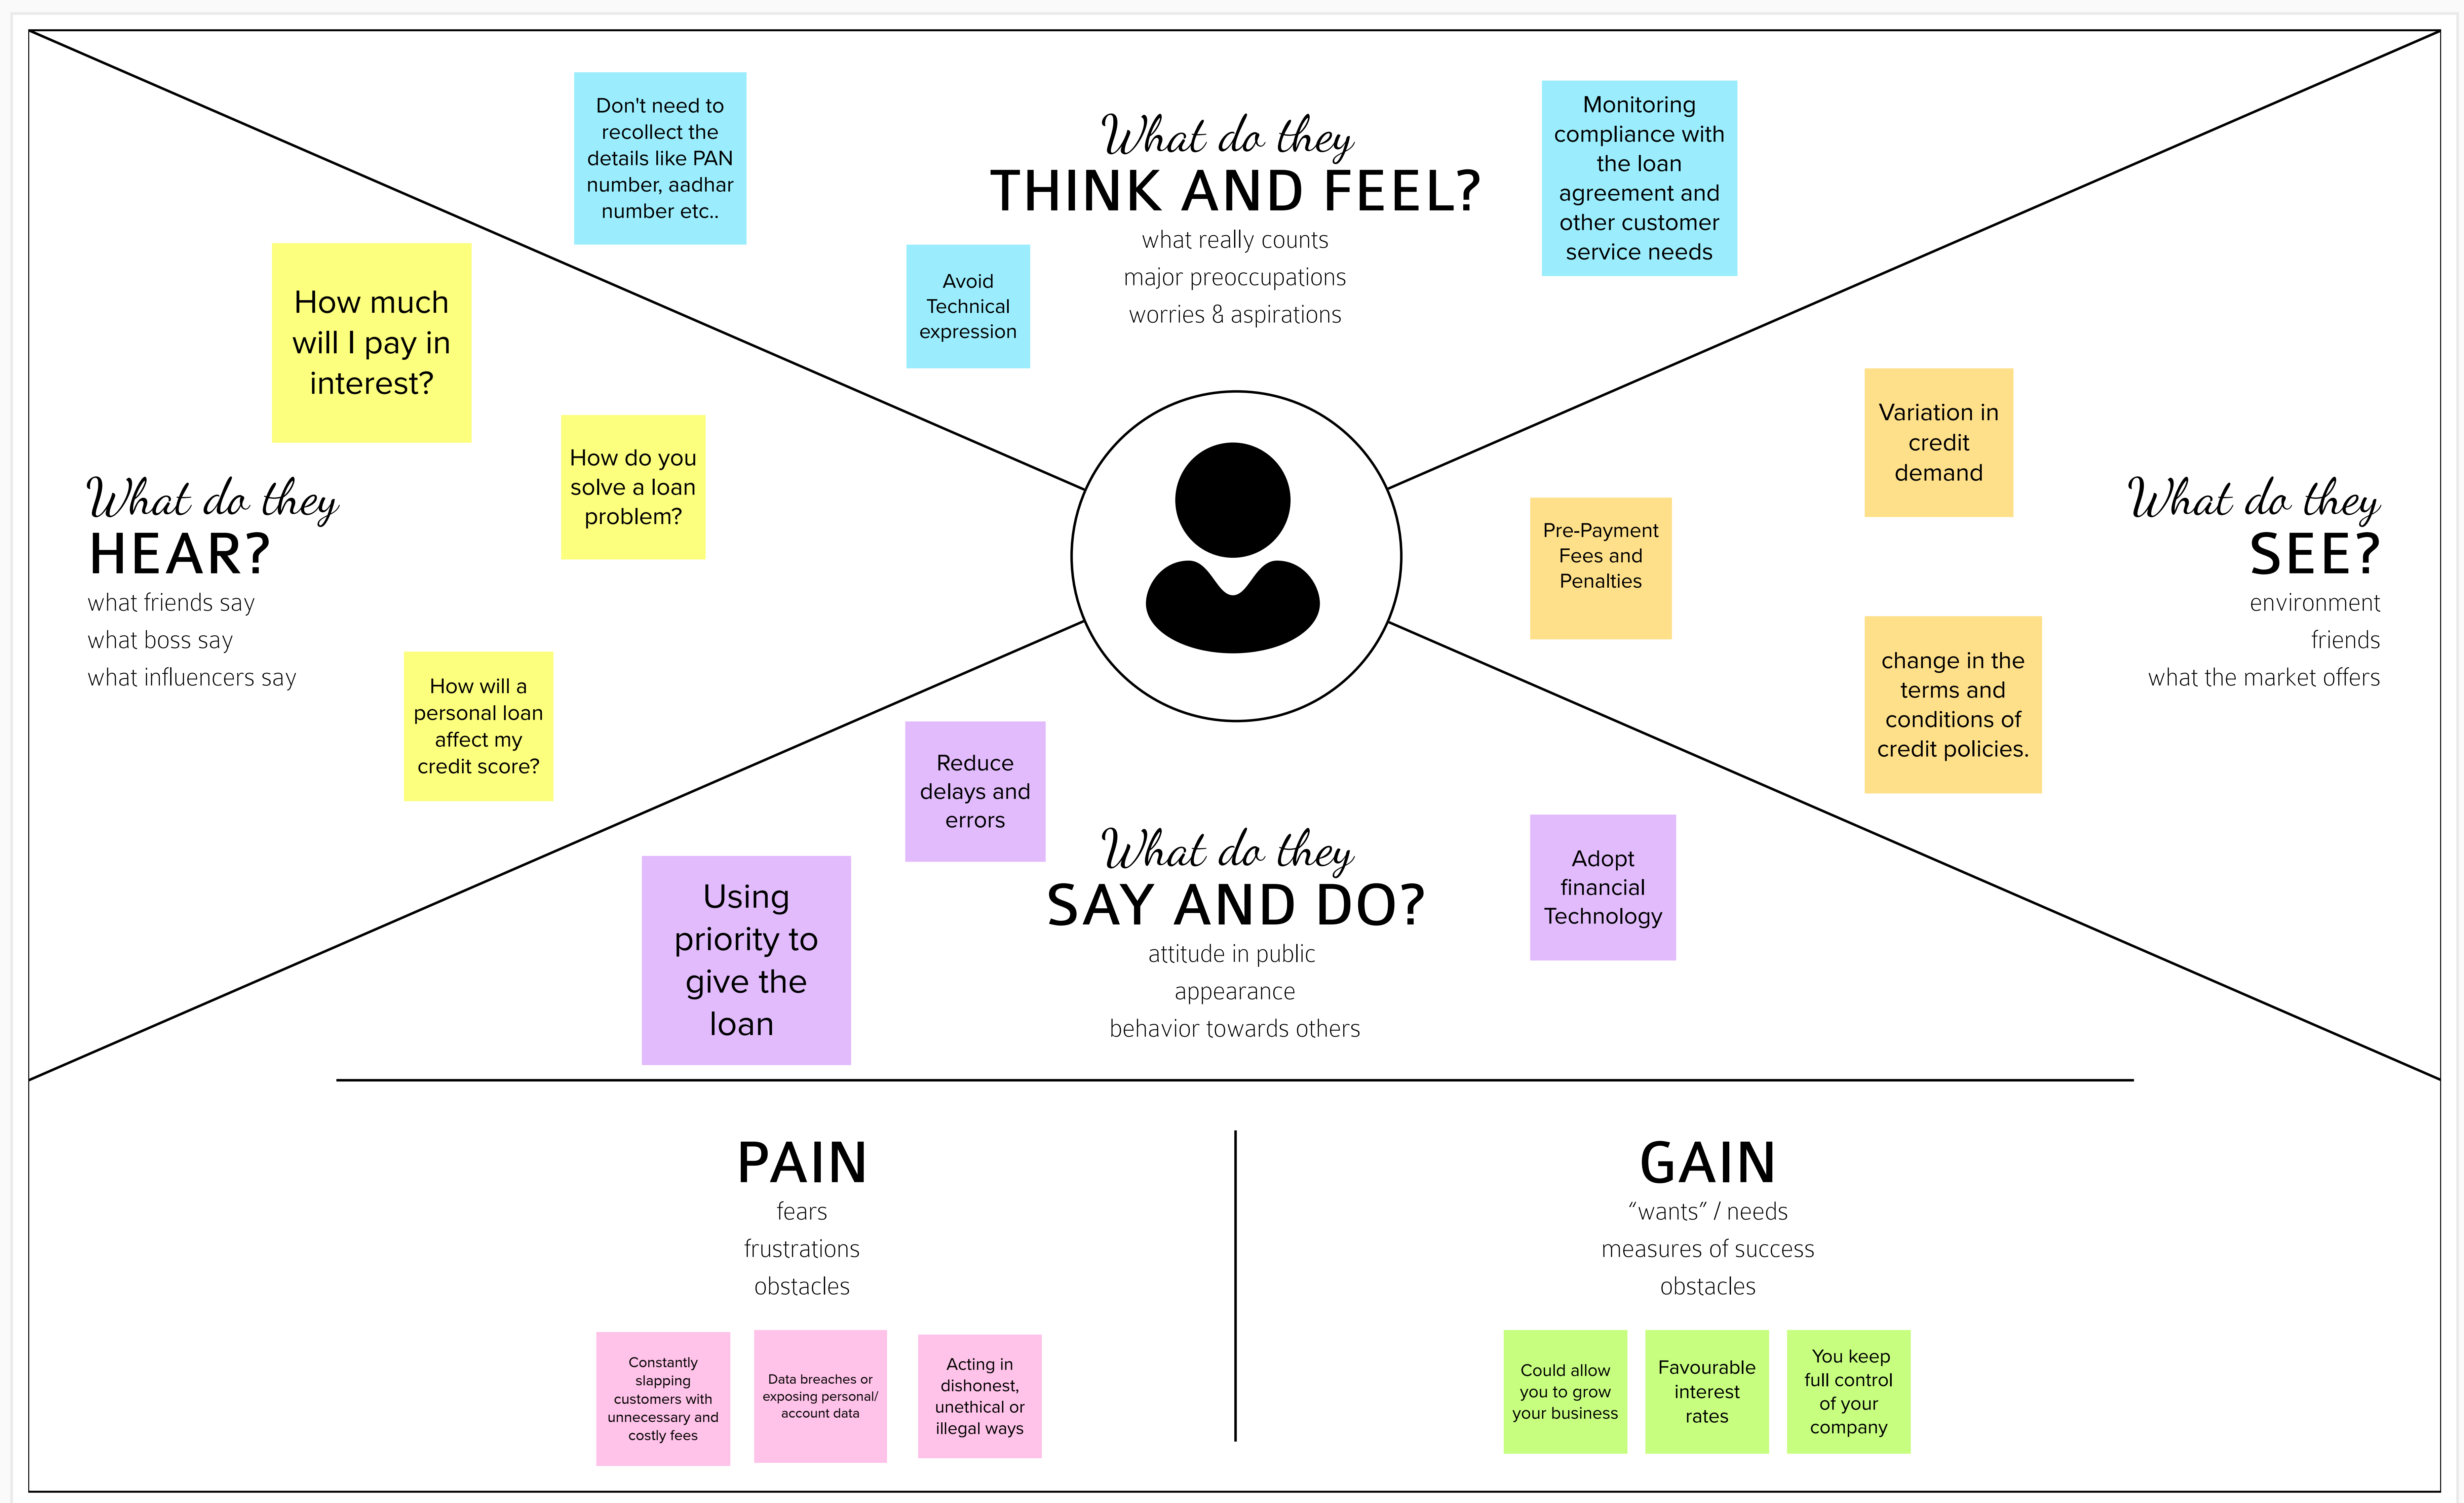 Don't need to
recollect the
details like PAN
number, aadhar
number etc..
What do they
THINK AND FEEL?
what really counts
major preoccupations
worries & aspirations
Avoid
Technical
expression
Monitoring
compliance with
the loan
agreement and
other customer
service needs
How much
will I pay in
interest?
How do you
solve a loan
problem?
What do they
HEAR?
what friends say
what boss say
what influencers say
How will a
personal loan
affect my
credit score?
Variation in
credit
demand
Pre-Payment
Fees and
Penalties
What do they
SEE?
environment
friends
what the market offers
change in the
terms and
conditions of
credit policies.
Reduce
delays and
errors
Using
priority to
give the
loan
What do they
SAY AND DO?
attitude in public
appearance
behavior towards others
Adopt
financial
Technology
PAIN
fears
frustrations
obstacles
Constantly
slapping
customers with
unnecessary and
costly fees
Data breaches or
exposing personal/
account data
Acting in
dishonest,
unethical or
illegal ways
GAIN
“wants” / needs
measures of success
obstacles
Could allow
you to grow
your business
Favourable
interest
rates
You keep
full control
of your
company